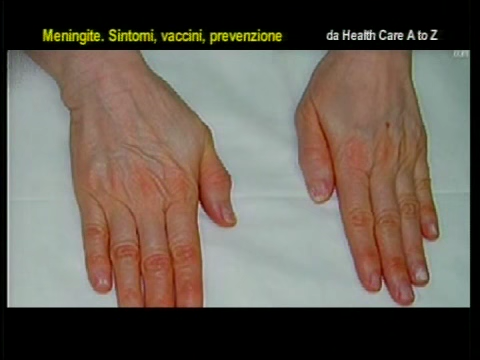 Meningite. Sintomi, vaccini, prevenzione
da Health Care A to Z